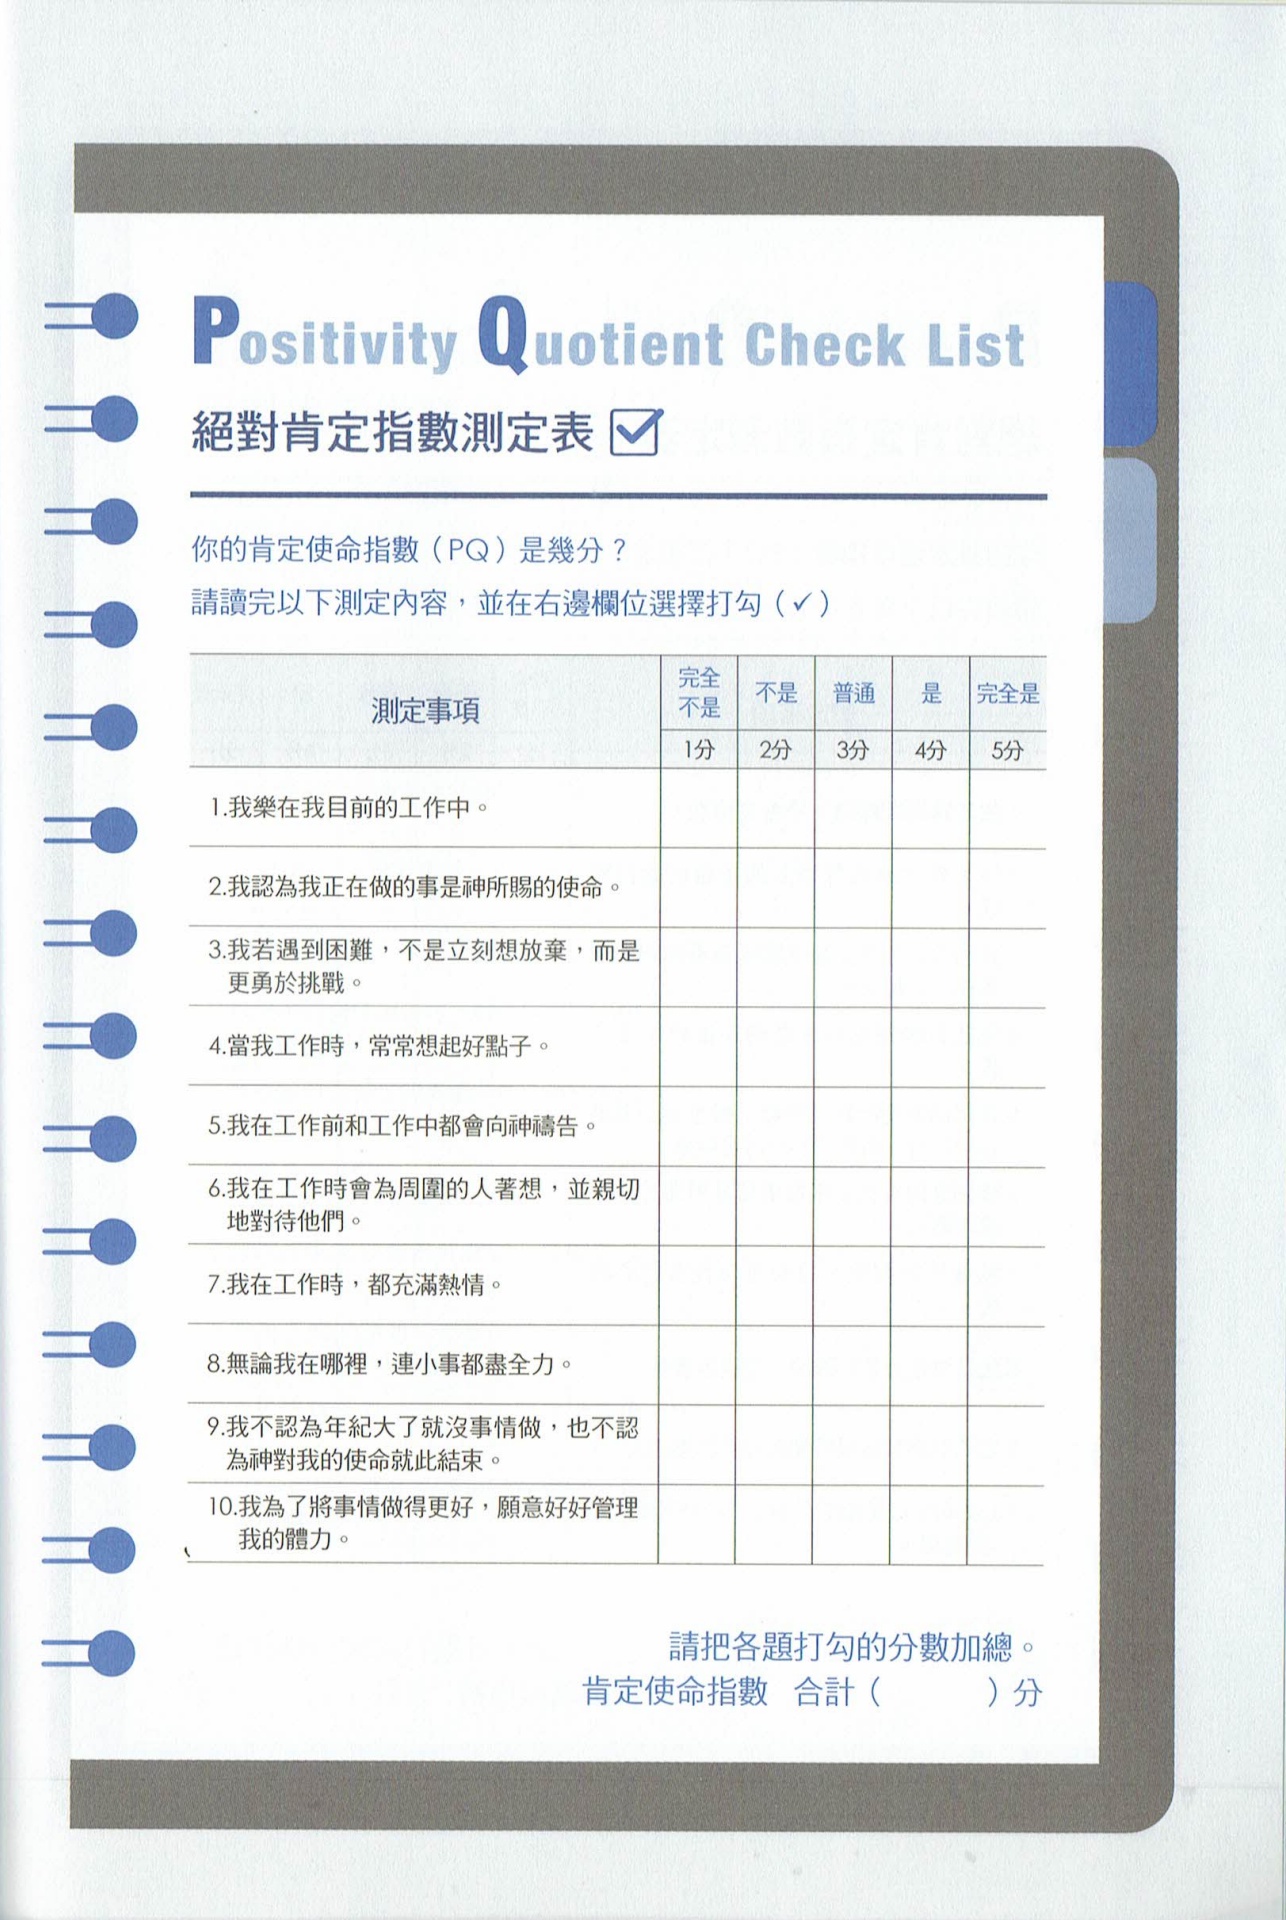 Positivity Quotient Check List
絕對肯定指數測定表
你的肯定使命指數（PQ）是幾分？
請讀完以下測定內容，並在右邊欄位選擇打勾（✓）
測定事項
完全
不是
不是
普通
是
完全是
1分
2分
3分
4分
5分
1.我樂在我目前的工作中。
2.我認為我正在做的事是神所賜的使命。
3.我若遇到困難，不是立刻想放棄，而是
更勇於挑戰。
4.當我工作時，常常想起好點子。
5.我在工作前和工作中都會向神禱告。
6.我在工作時會為周圍的人著想，並親切
地對待他們。
7.我在工作時，都充滿熱情。
8.無論我在哪裡，連小事都盡全力。
9.我不認為年紀大了就沒事情做，也不認
為神對我的使命就此結束。
10.我為了將事情做得更好，願意好好管理
我的體力。
請把各題打勾的分數加總。
肯定使命指數 合計（ ）分